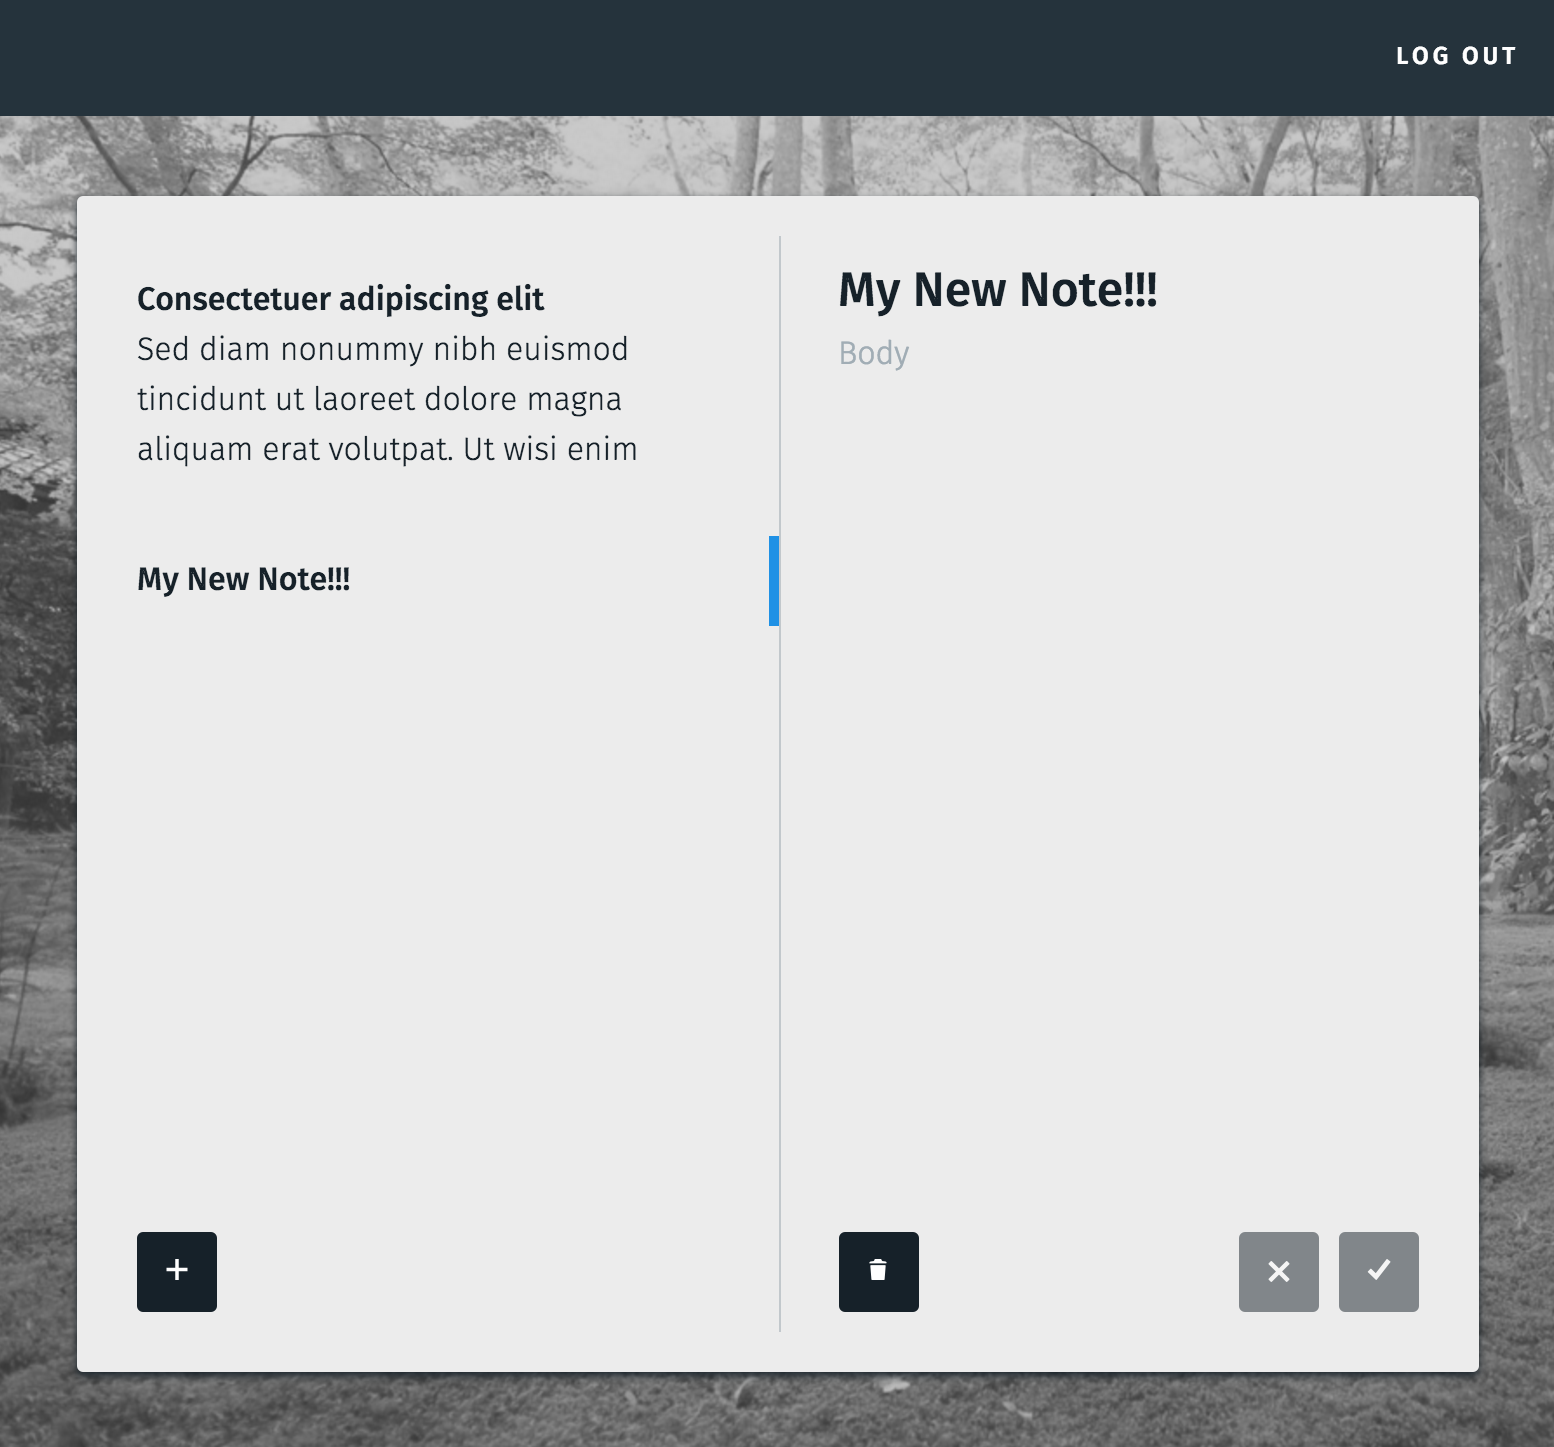 LOG OUT
Consectetuer adipiscing elit
Sed diam nonummy nibh euismod
tincidunt ut laoreet dolore magna
aliquam erat volutpat. Ut wisi enim
My New Note!!!
My New Note!!!
Body